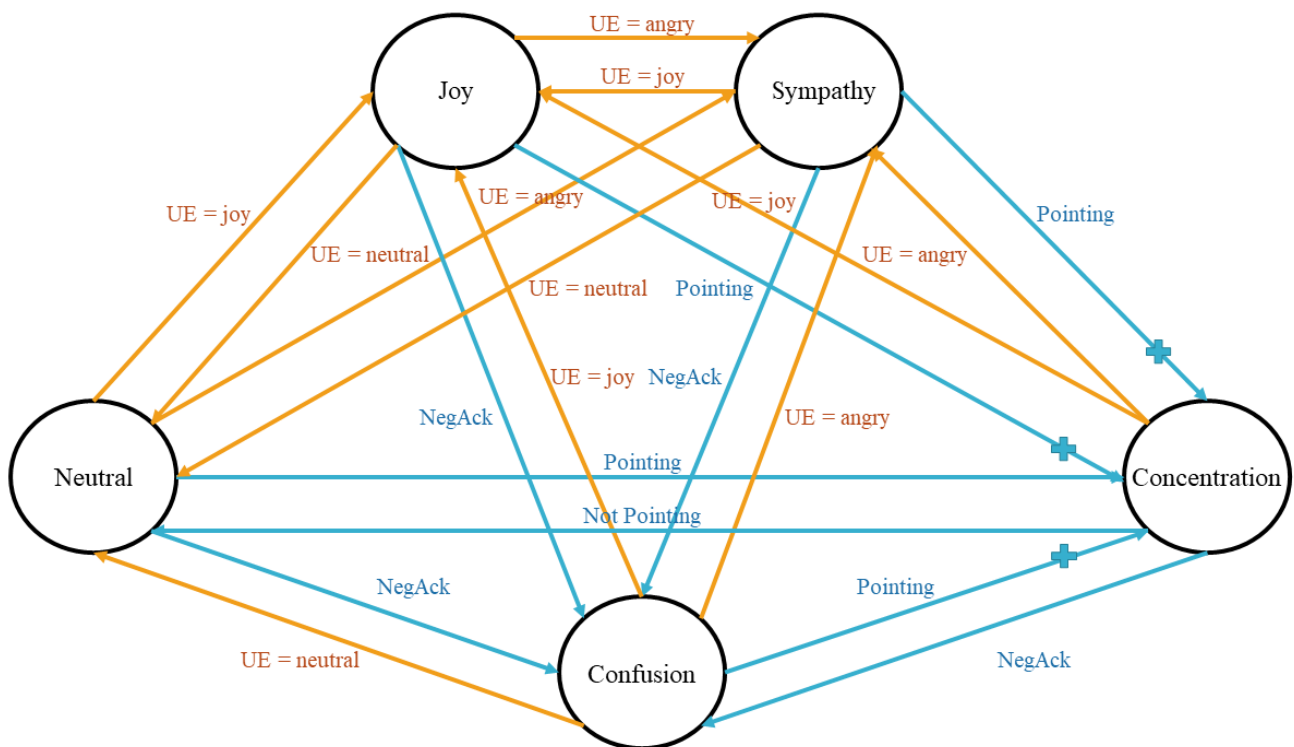 UE = angry
Joy
UE = joy
Sympathy
UE = joy
UE = angry
UE = joy
Pointing
UE = neutral
UE = angry
UE = neutral
Pointing
UE = joy
NegAck
NegAck
UE = angry
Neutral
Pointing
Concentration
Not Pointing
NegAck
Pointing
UE = neutral
Confusion
NegAck